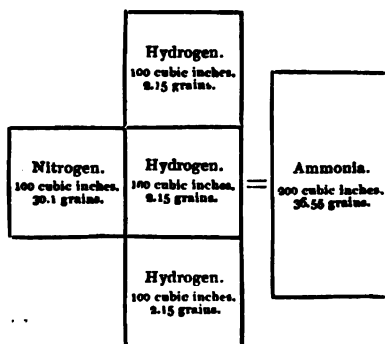 Hydrogen.
100 cubic inches.
2.15 grains.
Nitrogen.
100 cubic inches.
30.1 grains.
Hydrogen.
100 cubic inches.
2.15 grains.
=
Ammonia.
200 cubic inches.
36.55 grains.
Hydrogen.
100 cubic inches.
2.15 grains.